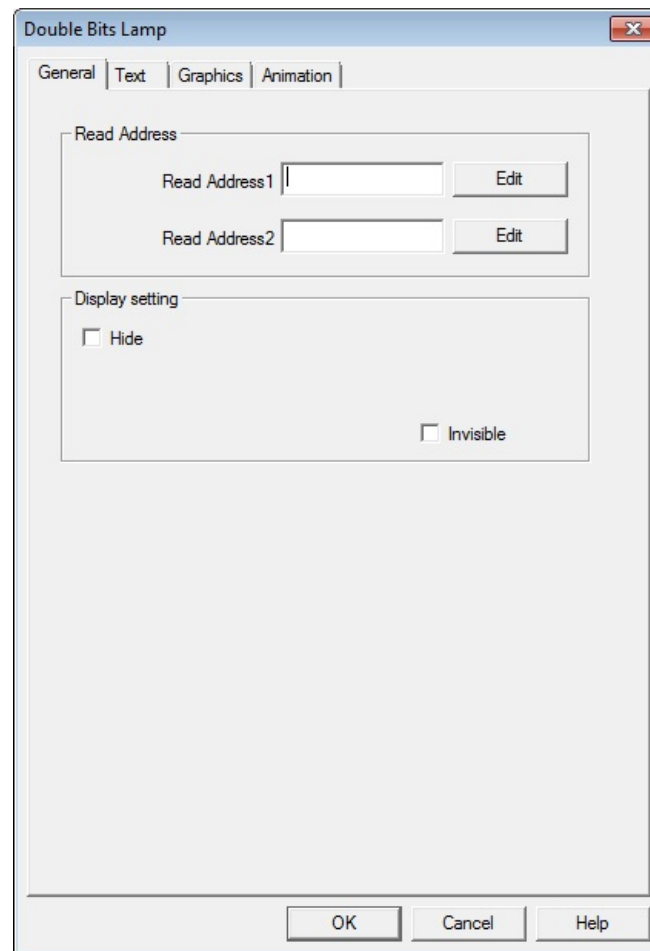 Double Bits Lamp
General Text Graphics Animation
Read Address
Read Address1 Edit
Read Address2 Edit
Display setting
Hide
Invisible
OK Cancel Help